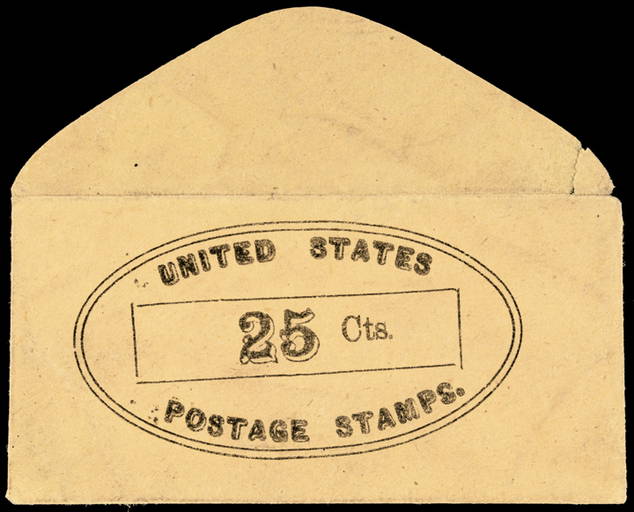 UNITED STATES
25 Cts.
POSTAGE STAMPS.